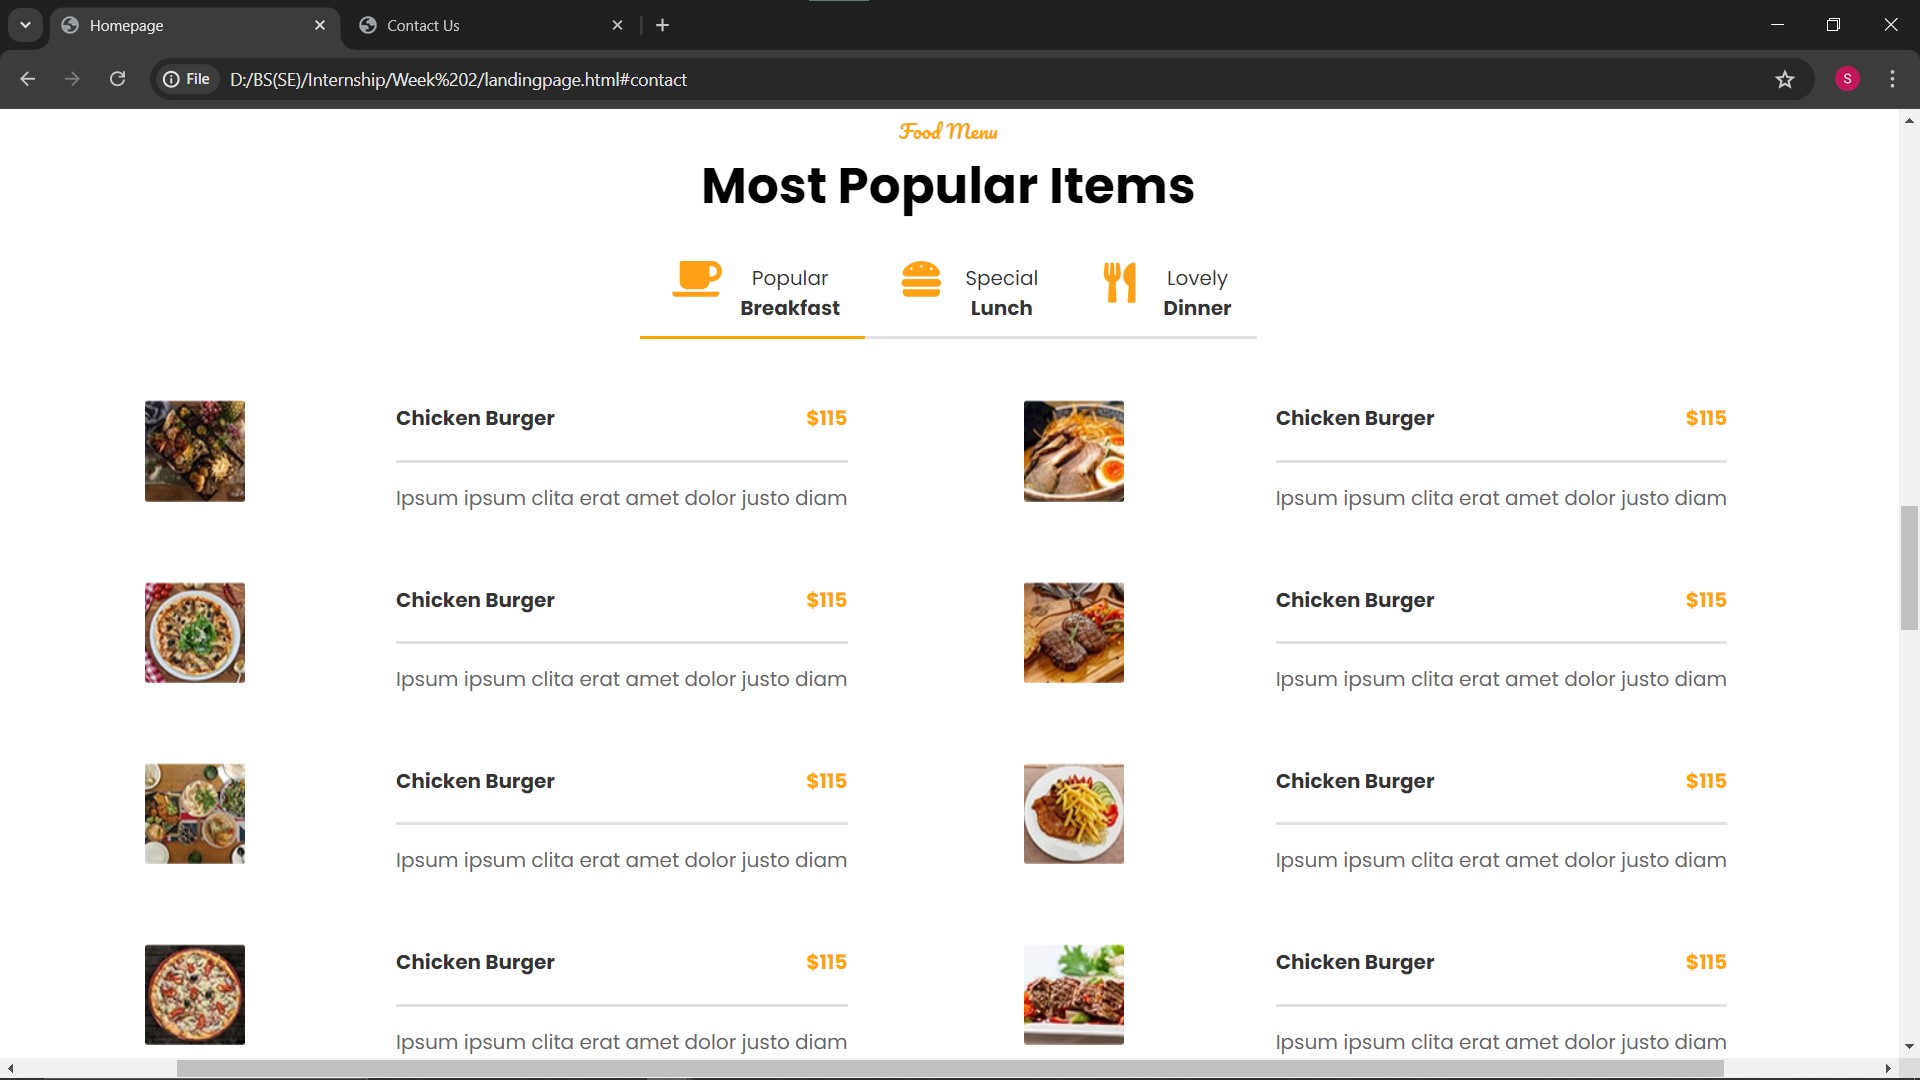 Homepage
Contact Us
File
D:/BS(SE)/Internship/Week%202/landingpage.html#contact
S
Food Menu
Most Popular Items
Popular
Breakfast
Special
Lunch
Lovely
Dinner
Chicken Burger $115
Ipsum ipsum clita erat amet dolor justo diam
Chicken Burger $115
Ipsum ipsum clita erat amet dolor justo diam
Chicken Burger $115
Ipsum ipsum clita erat amet dolor justo diam
Chicken Burger $115
Ipsum ipsum clita erat amet dolor justo diam
Chicken Burger $115
Ipsum ipsum clita erat amet dolor justo diam
Chicken Burger $115
Ipsum ipsum clita erat amet dolor justo diam
Chicken Burger $115
Ipsum ipsum clita erat amet dolor justo diam
Chicken Burger $115
Ipsum ipsum clita erat amet dolor justo diam